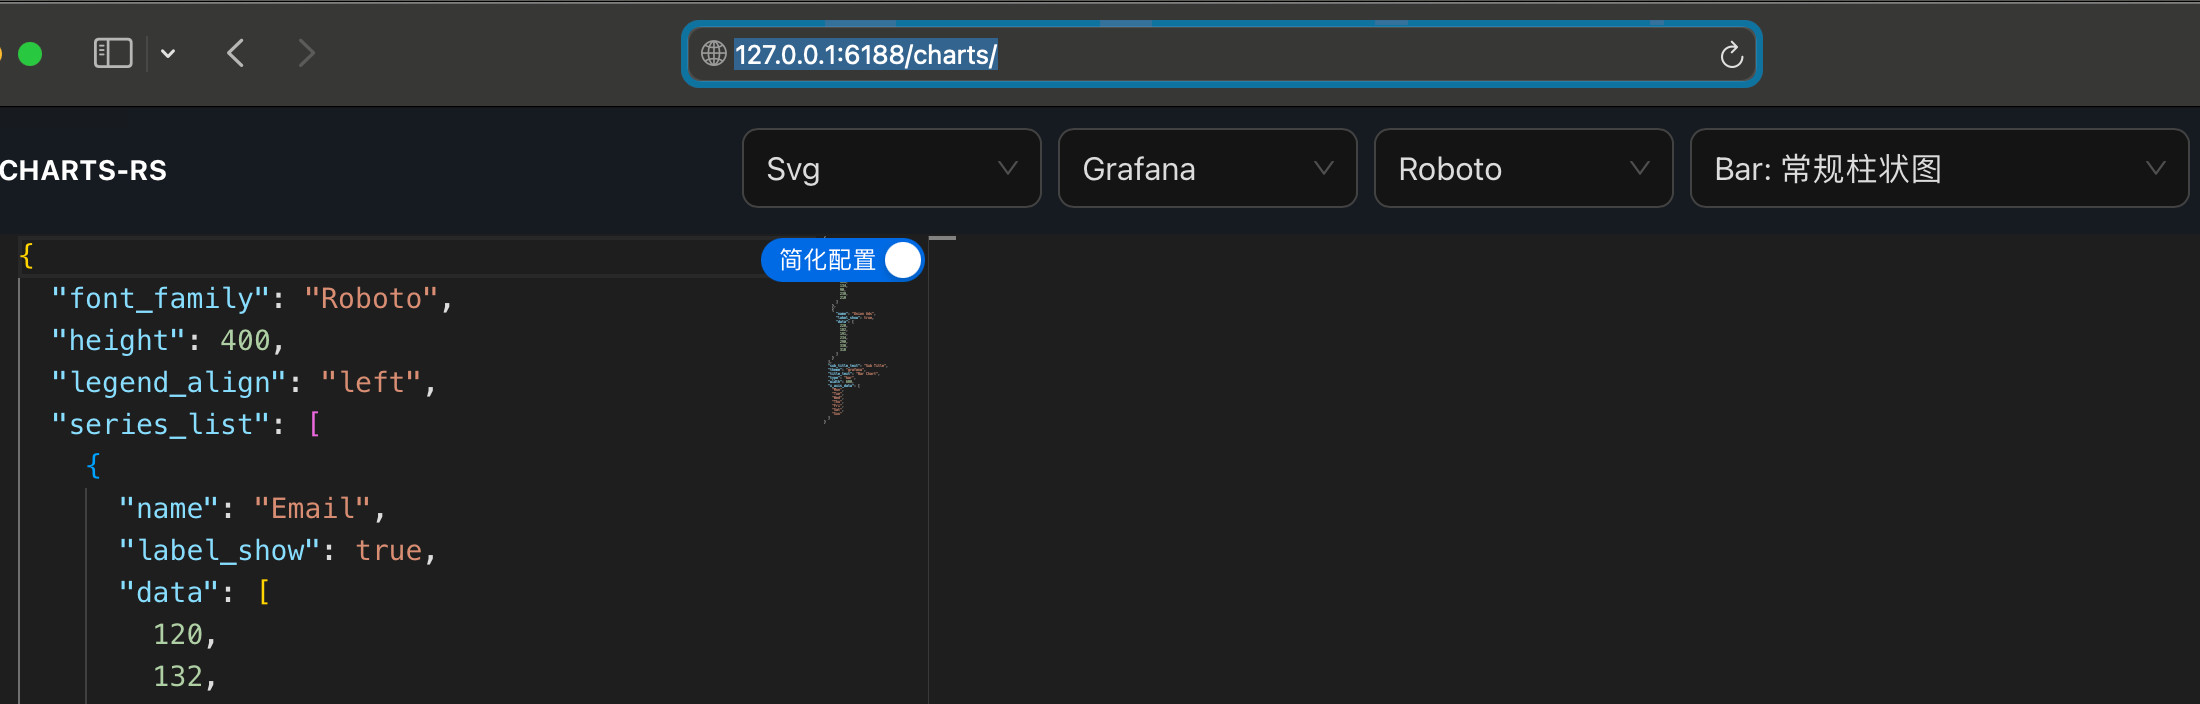 127.0.0.1:6188/charts/
CHARTS-RS
Svg
Grafana
Roboto
Bar: 常规柱状图
简化配置
{
"font_family": "Roboto",
"height": 400,
"legend_align": "left",
"series_list": [
{
"name": "Email",
"label_show": true,
"data": [
120,
132,